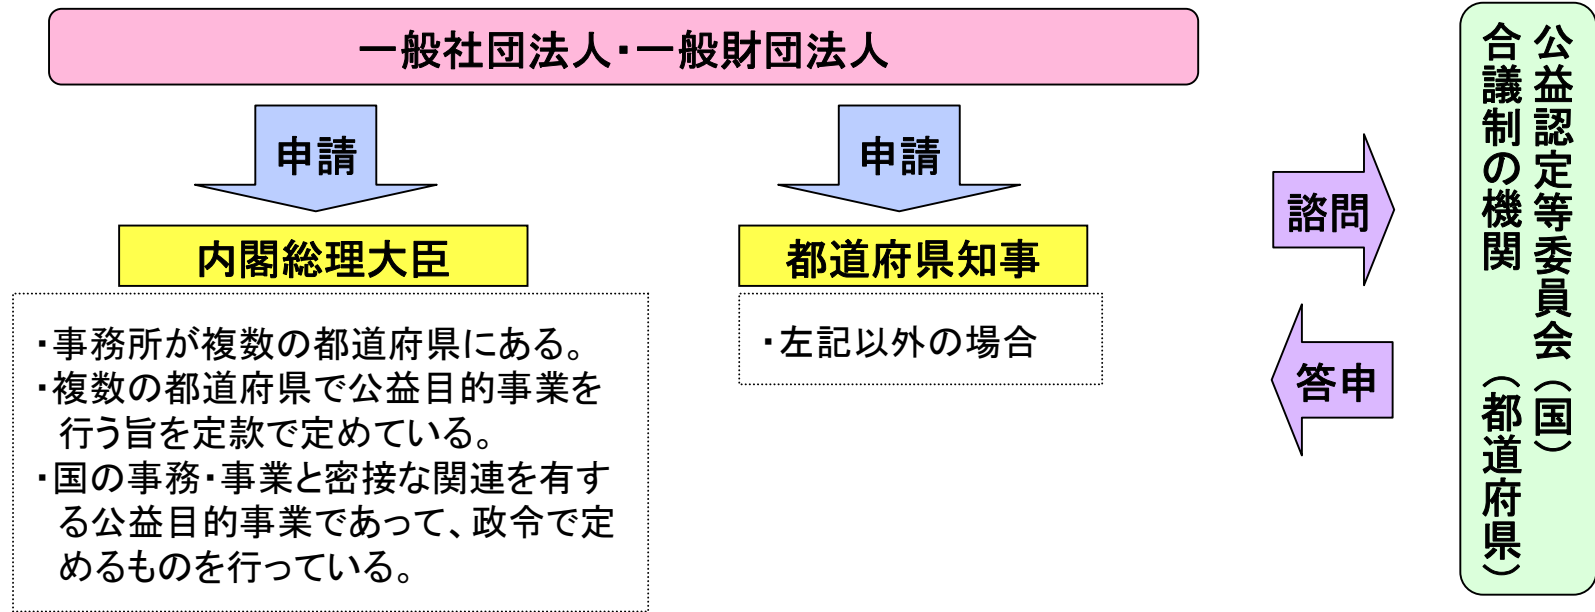 一般社団法人・一般財団法人
申請
申請
内閣総理大臣
都道府県知事
・事務所が複数の都道府県にある。
・複数の都道府県で公益目的事業を
行う旨を定款で定めている。
・国の事務・事業と密接な関連を有す
る公益目的事業であって、政令で定
めるものを行っている。
・左記以外の場合
諮問
答申
公益認定等委員会（国）
合議制の機関　（都道府県）